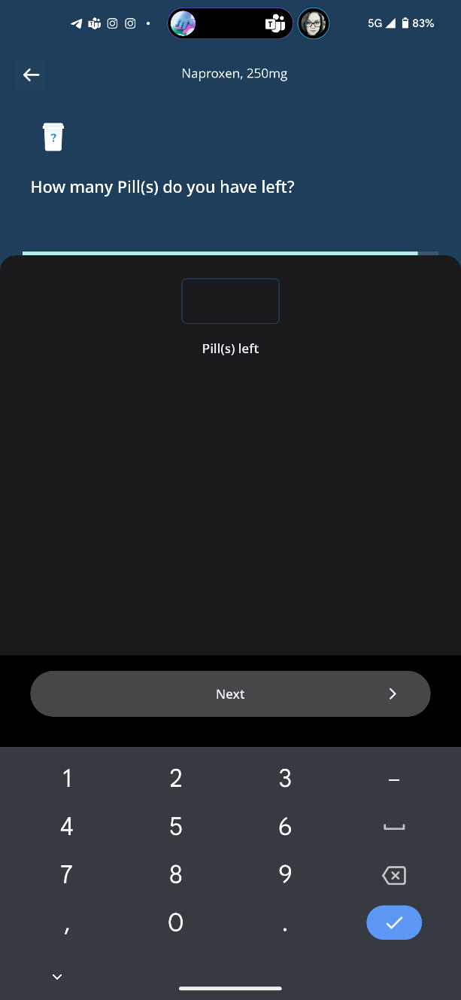 5G 83%
Naproxen, 250mg
?
How many Pill(s) do you have left?
Pill(s) left
Next
1 2 3 –
4 5 6
7 8 9
, 0 .